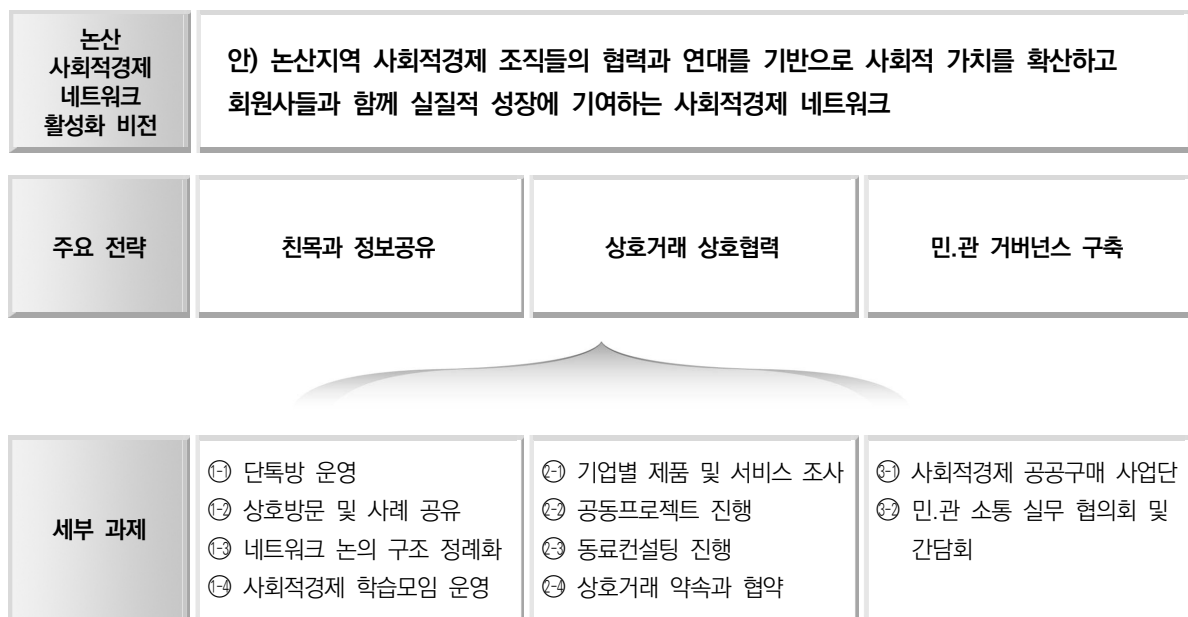 논산
사회적경제
네트워크
활성화 비전
안) 논산지역 사회적경제 조직들의 협력과 연대를 기반으로 사회적 가치를 확산하고
회원사들과 함께 실질적 성장에 기여하는 사회적경제 네트워크
주요 전략
친목과 정보공유
상호거래 상호협력
민.관 거버넌스 구축
세부 과제
1-1 단톡방 운영
1-2 상호방문 및 사례 공유
1-3 네트워크 논의 구조 정례화
1-4 사회적경제 학습모임 운영
2-1 기업별 제품 및 서비스 조사
2-2 공동프로젝트 진행
2-3 동료컨설팅 진행
2-4 상호거래 약속과 협약
3-1 사회적경제 공공구매 사업단
3-2 민.관 소통 실무 협의회 및
간담회